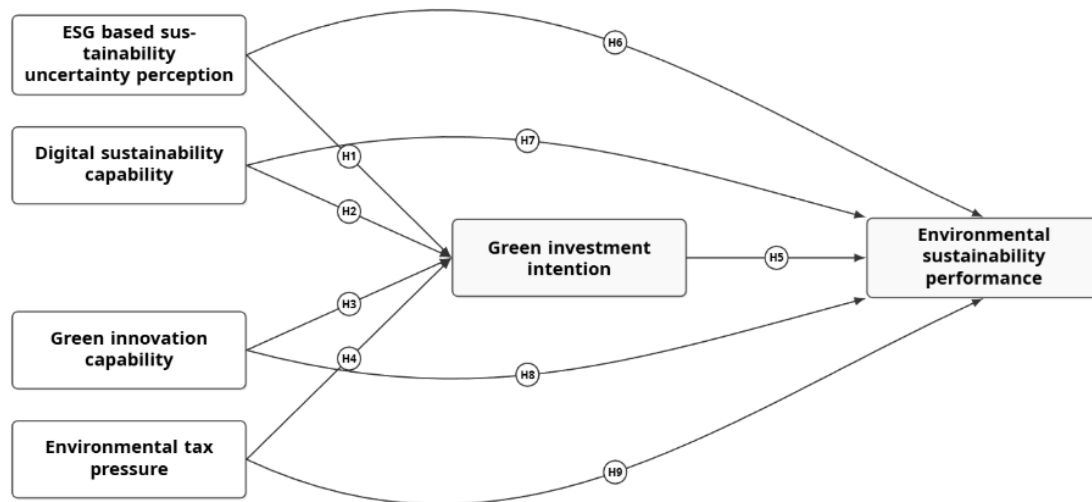 ESG based sus-
tainability
uncertainty perception
H6
Digital sustainability
capability
H7
H1
H2
Green investment
intention
H5
Environmental
sustainability
performance
H3
Green innovation
capability
H4
H8
Environmental tax
pressure
H9